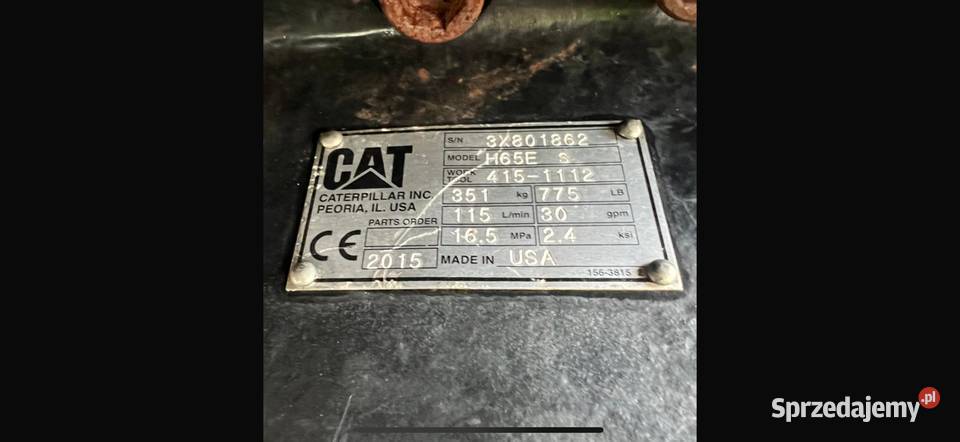 S/N 3X801862
MODEL H65E S
CAT
WORK TOOL 415-1112
CATERPILLAR INC.
PEORIA, IL. USA
351 kg 775 LB
PARTS ORDER
115 L/min 30 gpm
16.5 MPa 2.4 ksi
CE
2015 MADE IN USA
156-3815
Sprzedajemy.pl